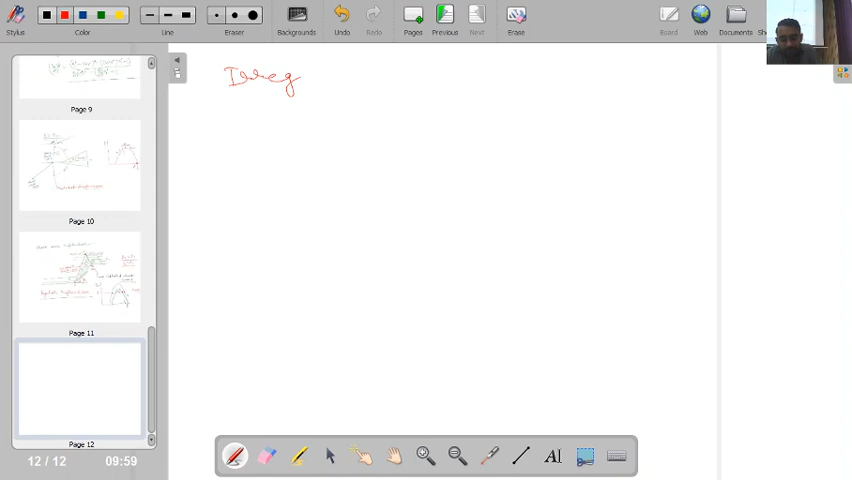 Stylus
Color
Line
Eraser
Backgrounds
Undo
Redo
Pages
Previous
Next
Erase
Board
Web
Documents
Irreg
Page 9
Page 10
Page 11
Page 12
12 / 12
09:59